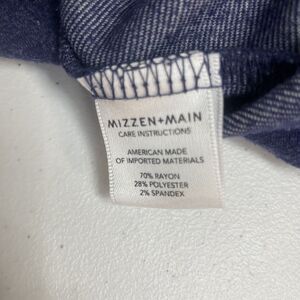 MIZZEN+MAIN
CARE INSTRUCTIONS
AMERICAN MADE
OF IMPORTED MATERIALS
70% RAYON
28% POLYESTER
2% SPANDEX